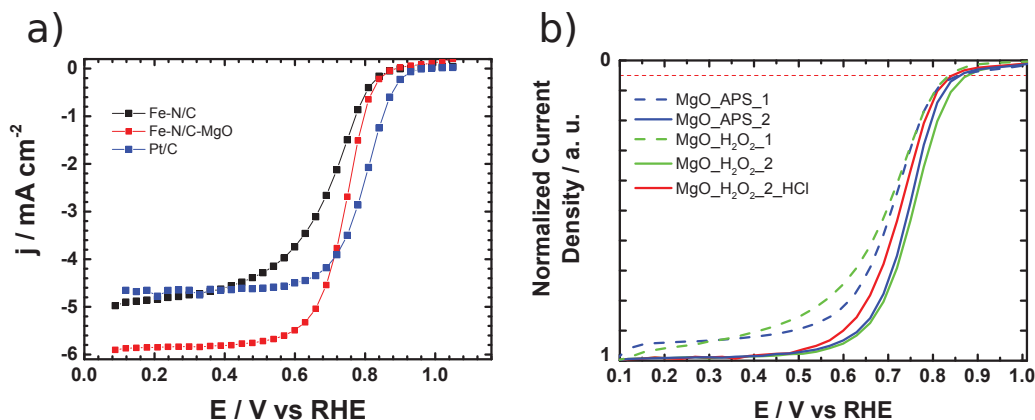 a)
0
-1
-2
-3
-4
-5
-6
j / mA cm⁻²
Fe-N/C
Fe-N/C-MgO
Pt/C
0.0 0.2 0.4 0.6 0.8 1.0
E / V vs RHE
b)
1
Normalized Current
Density / a. u.
MgO_APS_1
MgO_APS_2
MgO_H₂O₂_1
MgO_H₂O₂_2
MgO_H₂O₂_2_HCl
0.1 0.2 0.3 0.4 0.5 0.6 0.7 0.8 0.9 1.0
E / V vs RHE